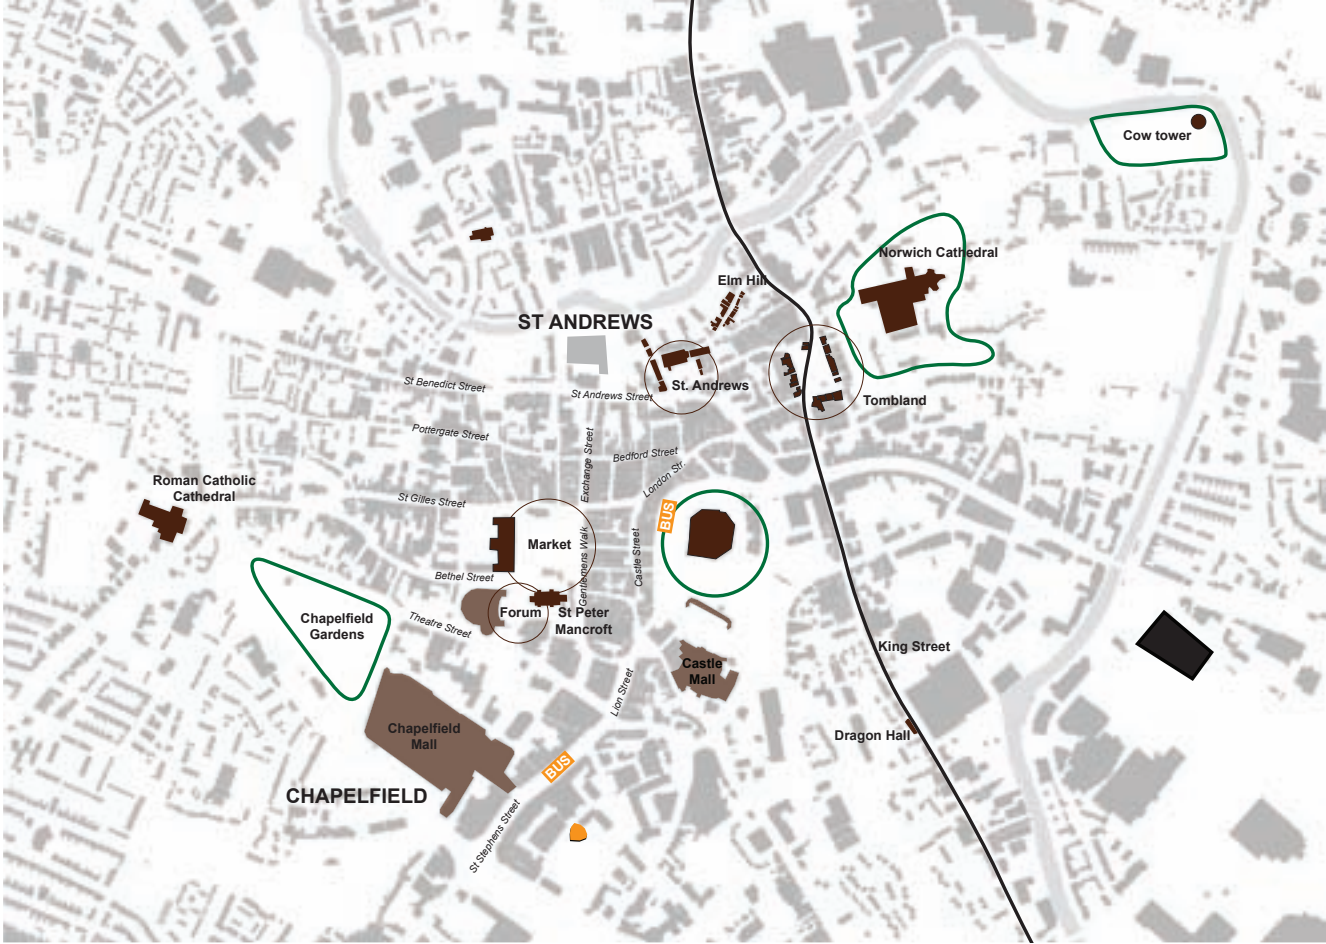 Cow tower
Norwich Cathedral
Elm Hill
ST ANDREWS
St. Andrews
St Benedict Street
St Andrews Street
Tombland
Pottergate Street
Exchange Street
Bedford Street
London Str.
Roman Catholic
Cathedral
St Gilles Street
BUS
Market
Gentlemens Walk
Castle Street
Bethel Street
Forum
St Peter
Mancroft
Theatre Street
Chapelfield
Gardens
King Street
Castle
Mall
Lion Street
Chapelfield
Mall
Dragon Hall
BUS
CHAPELFIELD
St Stephens Street